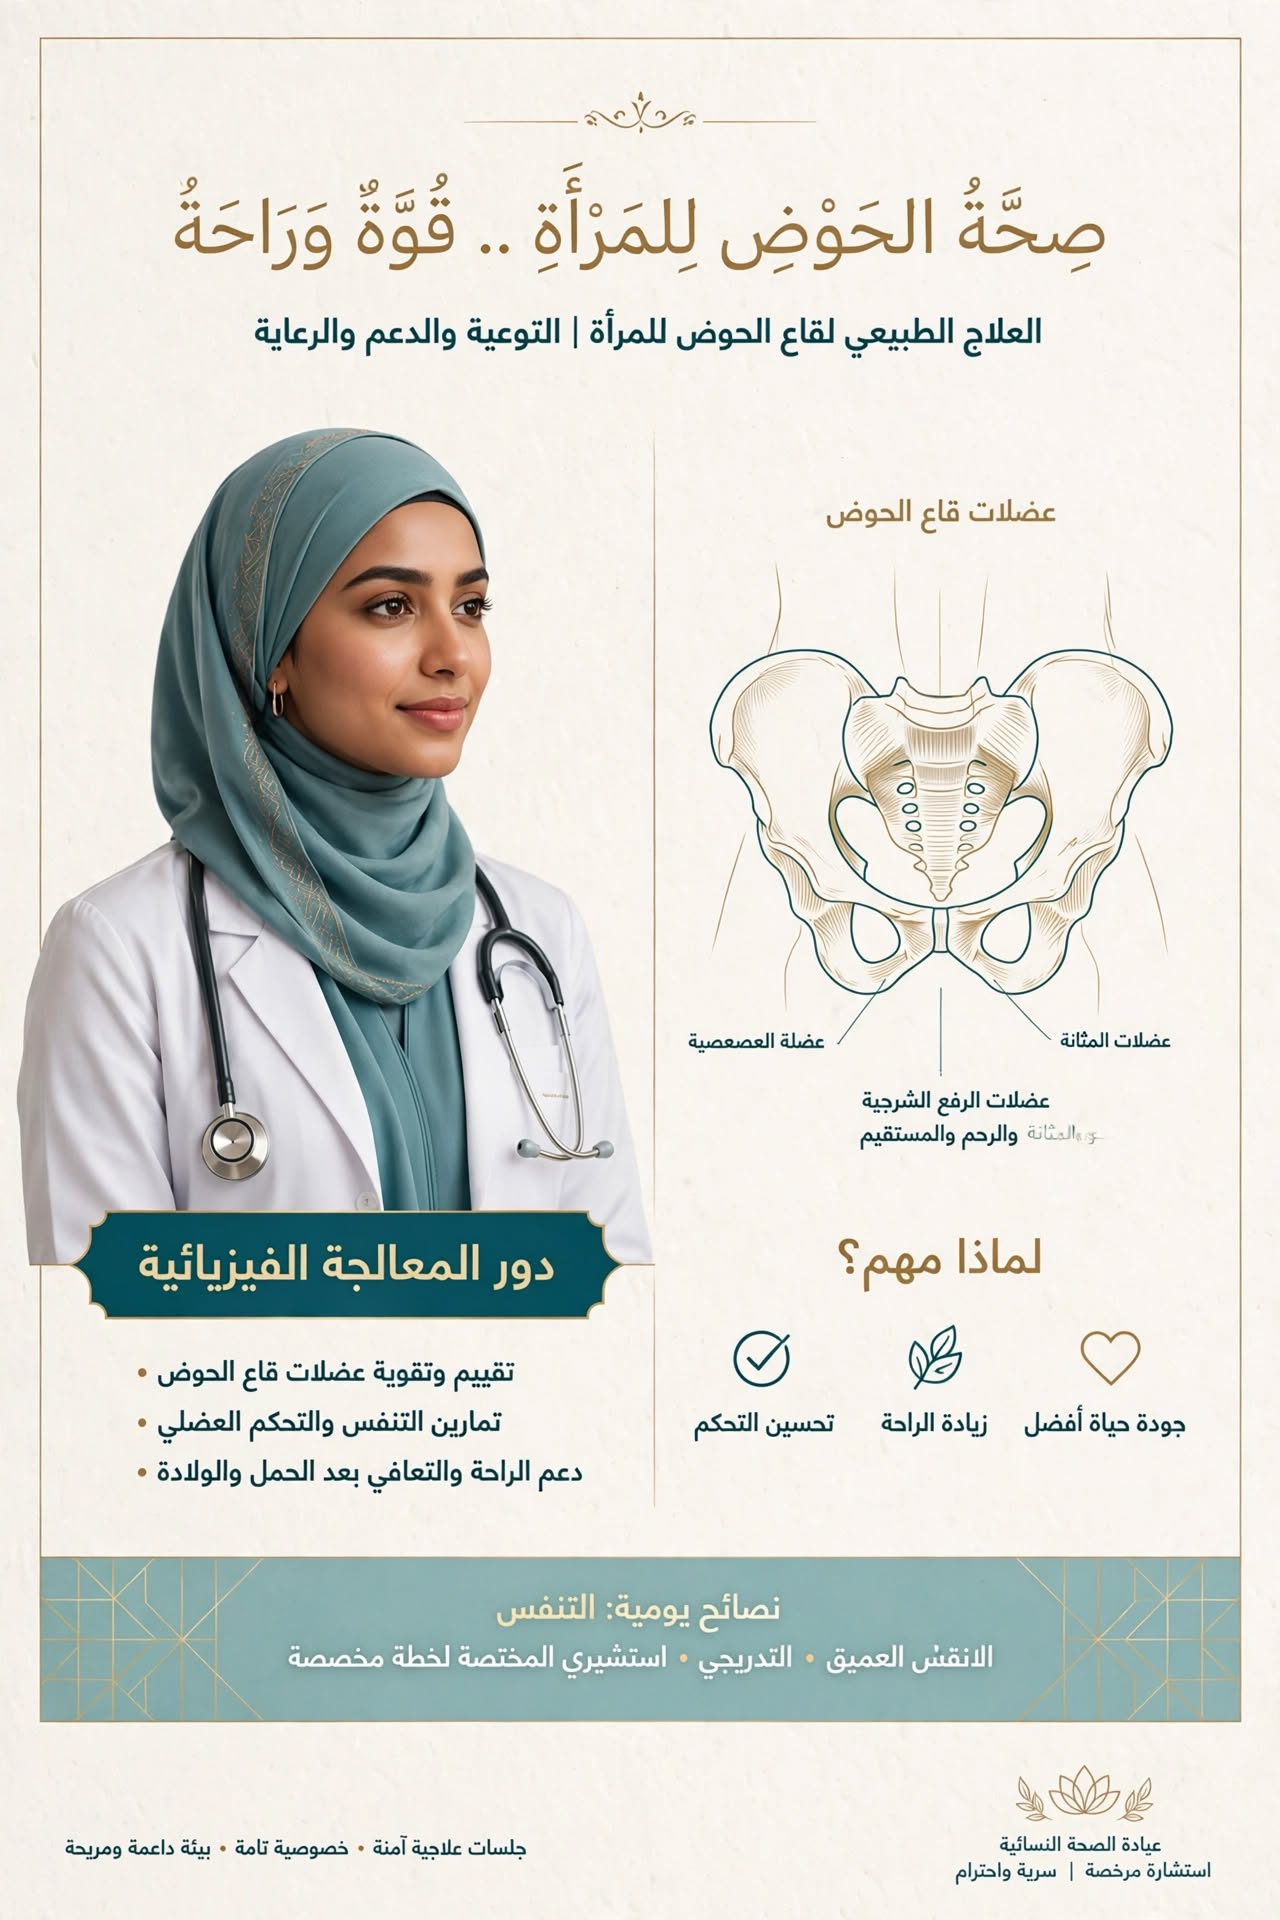 صِحَّةُ الحَوْضِ لِلمَرْأَةِ .. قُوَّةٌ وَرَاحَةُ
العلاج الطبيعي لقاع الحوض للمرأة | التوعية والدعم والرعاية
عضلات قاع الحوض
عضلات المثانة
عضلة العصعصية
عضلات الرفع الشرجية
والرحم والمستقيم
دور المعالجة الفيزيائية
• تقييم وتقوية عضلات قاع الحوض
• تمارين التنفس والتحكم العضلي
• دعم الراحة والتعافي بعد الحمل والولادة
لماذا مهم؟
جودة حياة أفضل
زيادة الراحة
تحسين التحكم
نصائح يومية: التنفس
العميق • التدريجي • استشيري المختصة لخطة مخصصة
عيادة الصحة النسائية
استشارة مرخصة | سرية واحترام
جلسات علاجية آمنة • خصوصية تامة • بيئة داعمة ومريحة